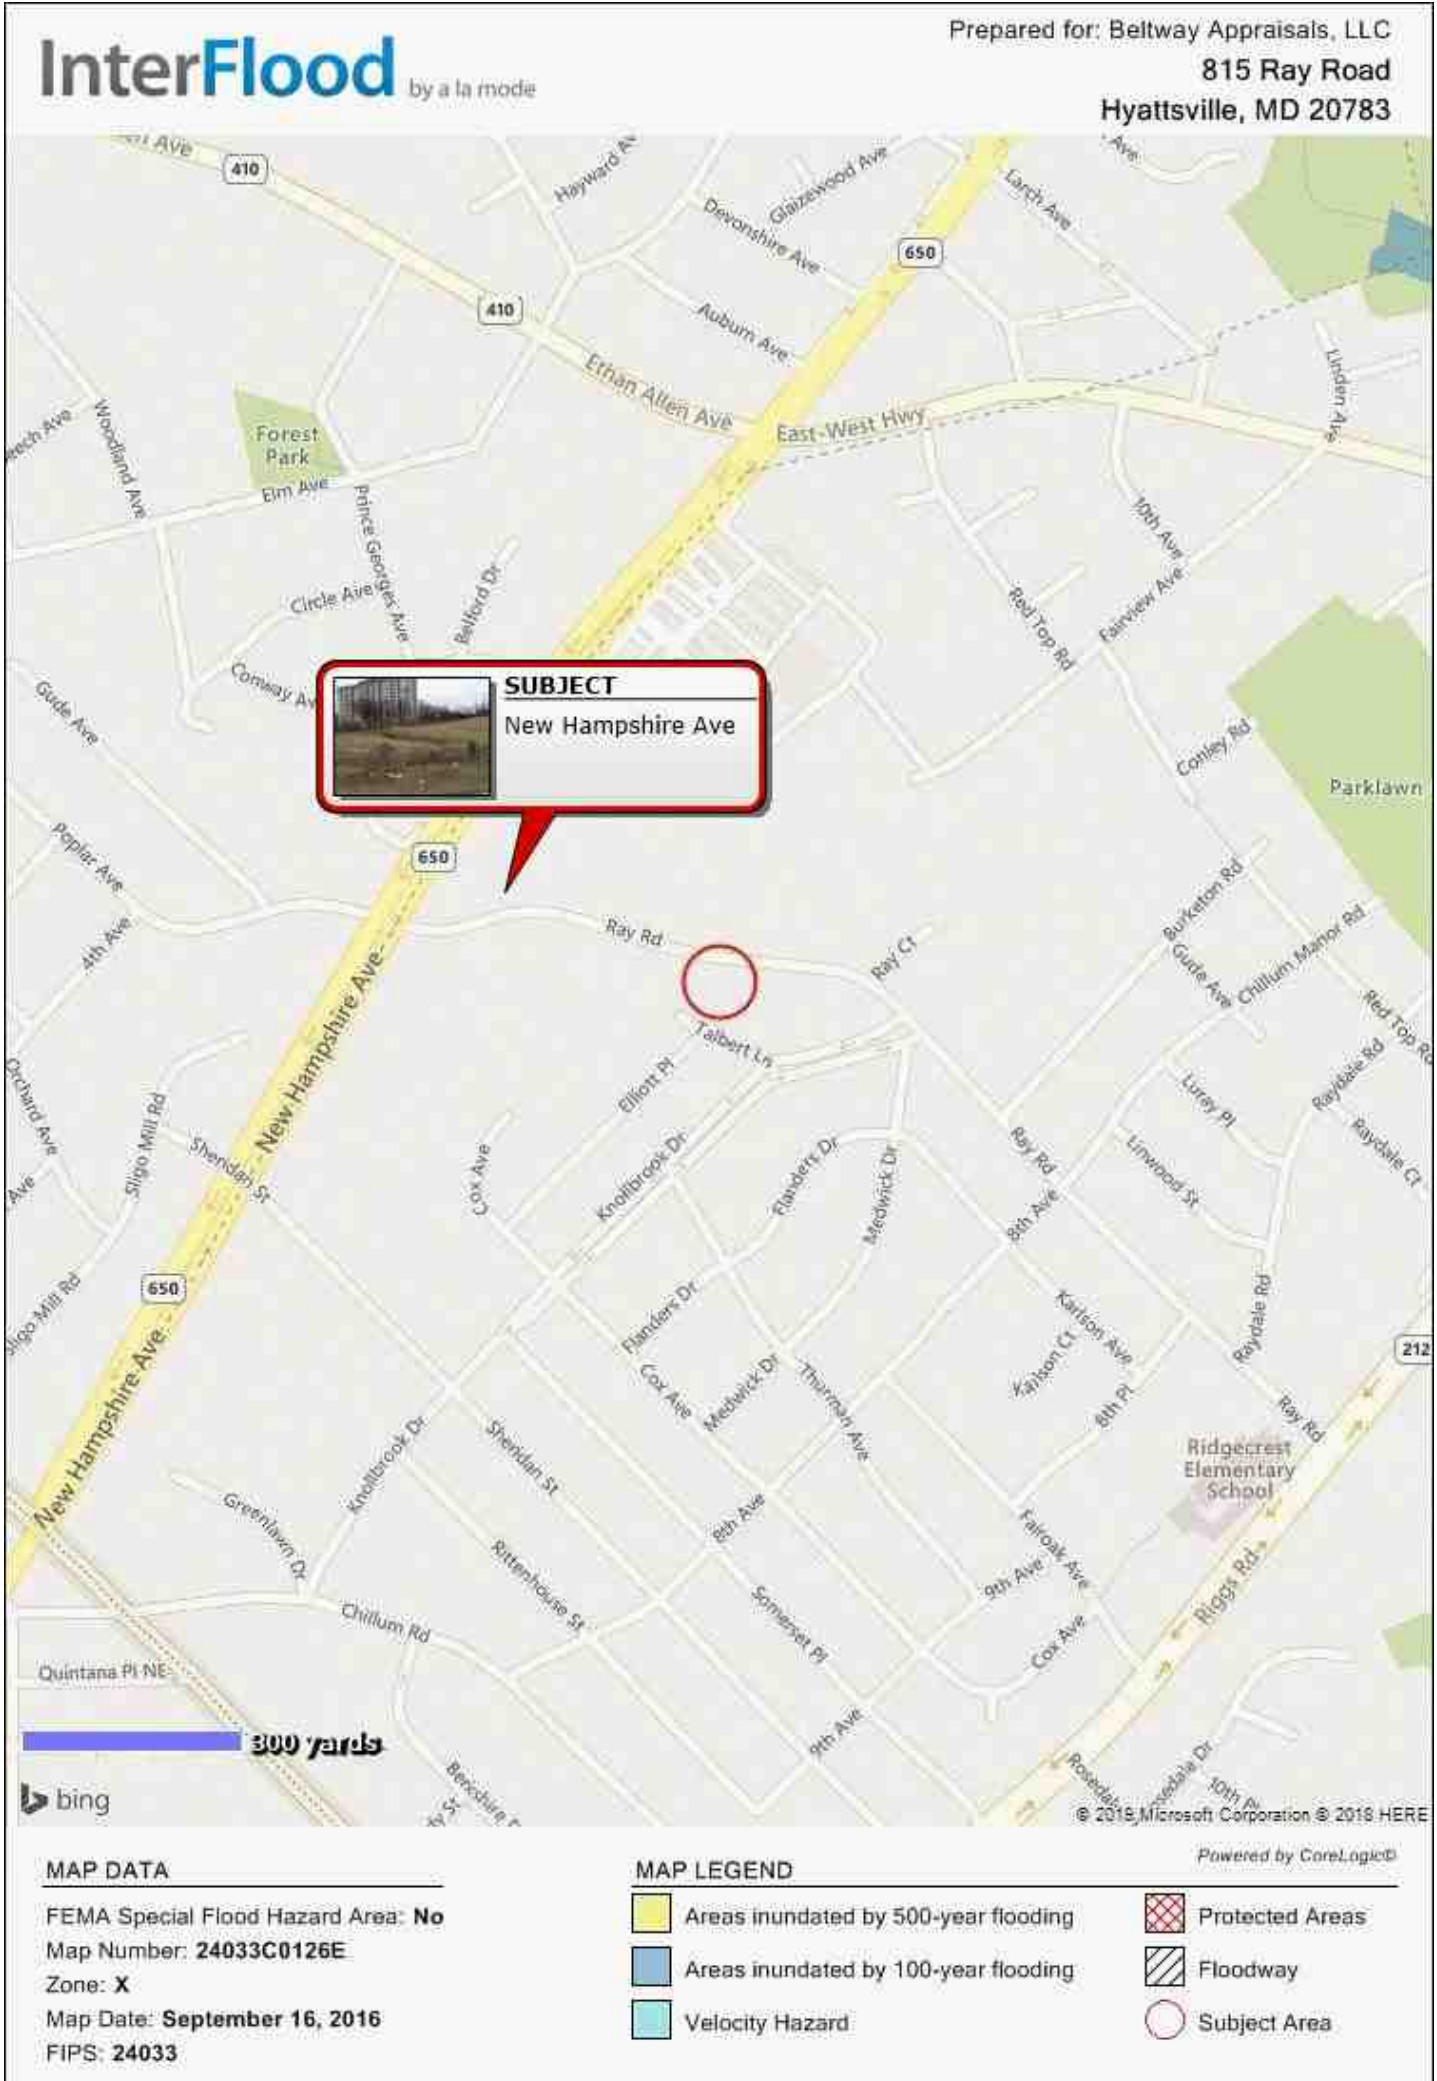 InterFlood by a la mode
Prepared for: Beltway Appraisals, LLC
815 Ray Road
Hyattsville, MD 20783
Ave
410
Hayward Av
Glaizewood Ave
Ave
Larch Ave
Devonshire Ave
650
410
Auburn Ave
Ethan Allen Ave
East-West Hwy
Linden Ave
Woodland Ave
Forest
Park
Elm Ave
Prince Georges Ave
10th Ave
Circle Ave
Belford Dr
Red Top Rd
Fairview Ave
Conway Av
Gude Ave
SUBJECT
New Hampshire Ave
Conley Rd
Parklawn
Poplar Ave
650
4th Ave
Ray Rd
Ray Ct
Burketon Rd
Gude Ave
Chillum Manor Rd
Red Top Rd
New Hampshire Ave
Talbert Ln
Elliott Pl
Orchard Ave
Sligo Mill Rd
Sheridan St
Cox Ave
Knollbrook Dr
Flanders Dr
Medwick Dr
Ray Rd
8th Ave
Luray Pl
Linwood St
Raydale Rd
Raydale Ct
Ave
650
Sligo Mill Rd
Flanders Dr
Karlson Ave
Karlson Ct
Raydale Rd
212
New Hampshire Ave
Cox Ave
Medwick Dr
Thurman Ave
8th Pl
Ray Rd
Knollbrook Dr
Sheridan St
Ridgecrest
Elementary
School
Greenlawn Dr
Rittenhouse St
8th Ave
Fairoak Ave
9th Ave
Riggs Rd
Chillum Rd
Somerset Pl
Cox Ave
Quintana Pl NE
9th Ave
300 yards
Berkshire
Rosedale Dr
10th Pl
bing
© 2018 Microsoft Corporation © 2018 HERE
Powered by CoreLogic©
MAP DATA
FEMA Special Flood Hazard Area: No
Map Number: 24033C0126E
Zone: X
Map Date: September 16, 2016
FIPS: 24033
MAP LEGEND
Areas inundated by 500-year flooding
Areas inundated by 100-year flooding
Velocity Hazard
Protected Areas
Floodway
Subject Area